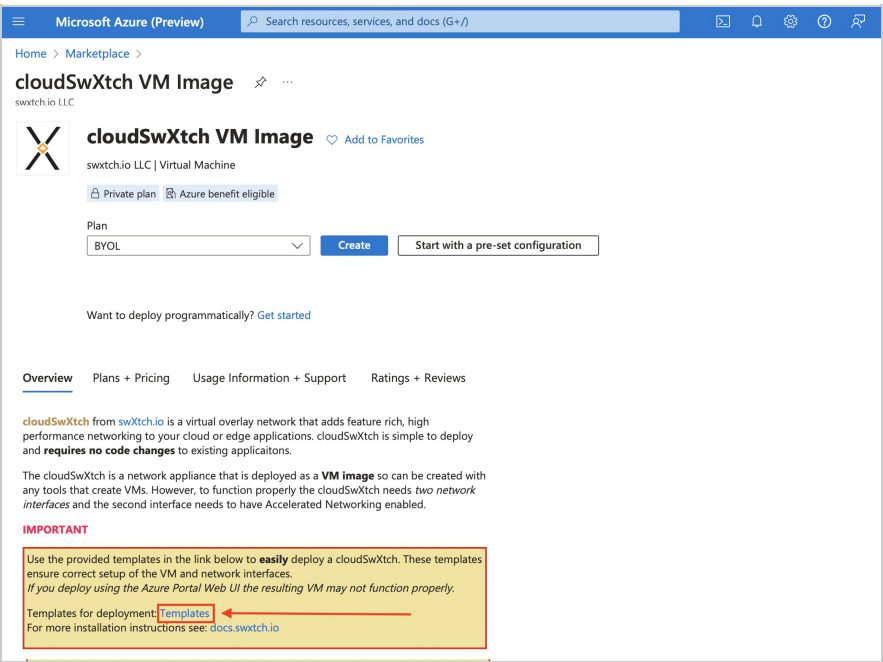 Microsoft Azure (Preview)
Search resources, services, and docs (G+/)
Home > Marketplace >
cloudSwXtch VM Image
swxtch.io LLC
cloudSwXtch VM Image
Add to Favorites
swxtch.io LLC | Virtual Machine
Private plan
Azure benefit eligible
Plan
BYOL
Create
Start with a pre-set configuration
Want to deploy programmatically? Get started
Overview
Plans + Pricing
Usage Information + Support
Ratings + Reviews
cloudSwXtch from swXtch.io is a virtual overlay network that adds feature rich, high
performance networking to your cloud or edge applications. cloudSwXtch is simple to deploy
and requires no code changes to existing applicaitons.
The cloudSwXtch is a network appliance that is deployed as a VM image so can be created with
any tools that create VMs. However, to function properly the cloudSwXtch needs two network
interfaces and the second interface needs to have Accelerated Networking enabled.
IMPORTANT
Use the provided templates in the link below to easily deploy a cloudSwXtch. These templates
ensure correct setup of the VM and network interfaces.
If you deploy using the Azure Portal Web UI the resulting VM may not function properly.
Templates for deployment: Templates
For more installation instructions see: docs.swxtch.io